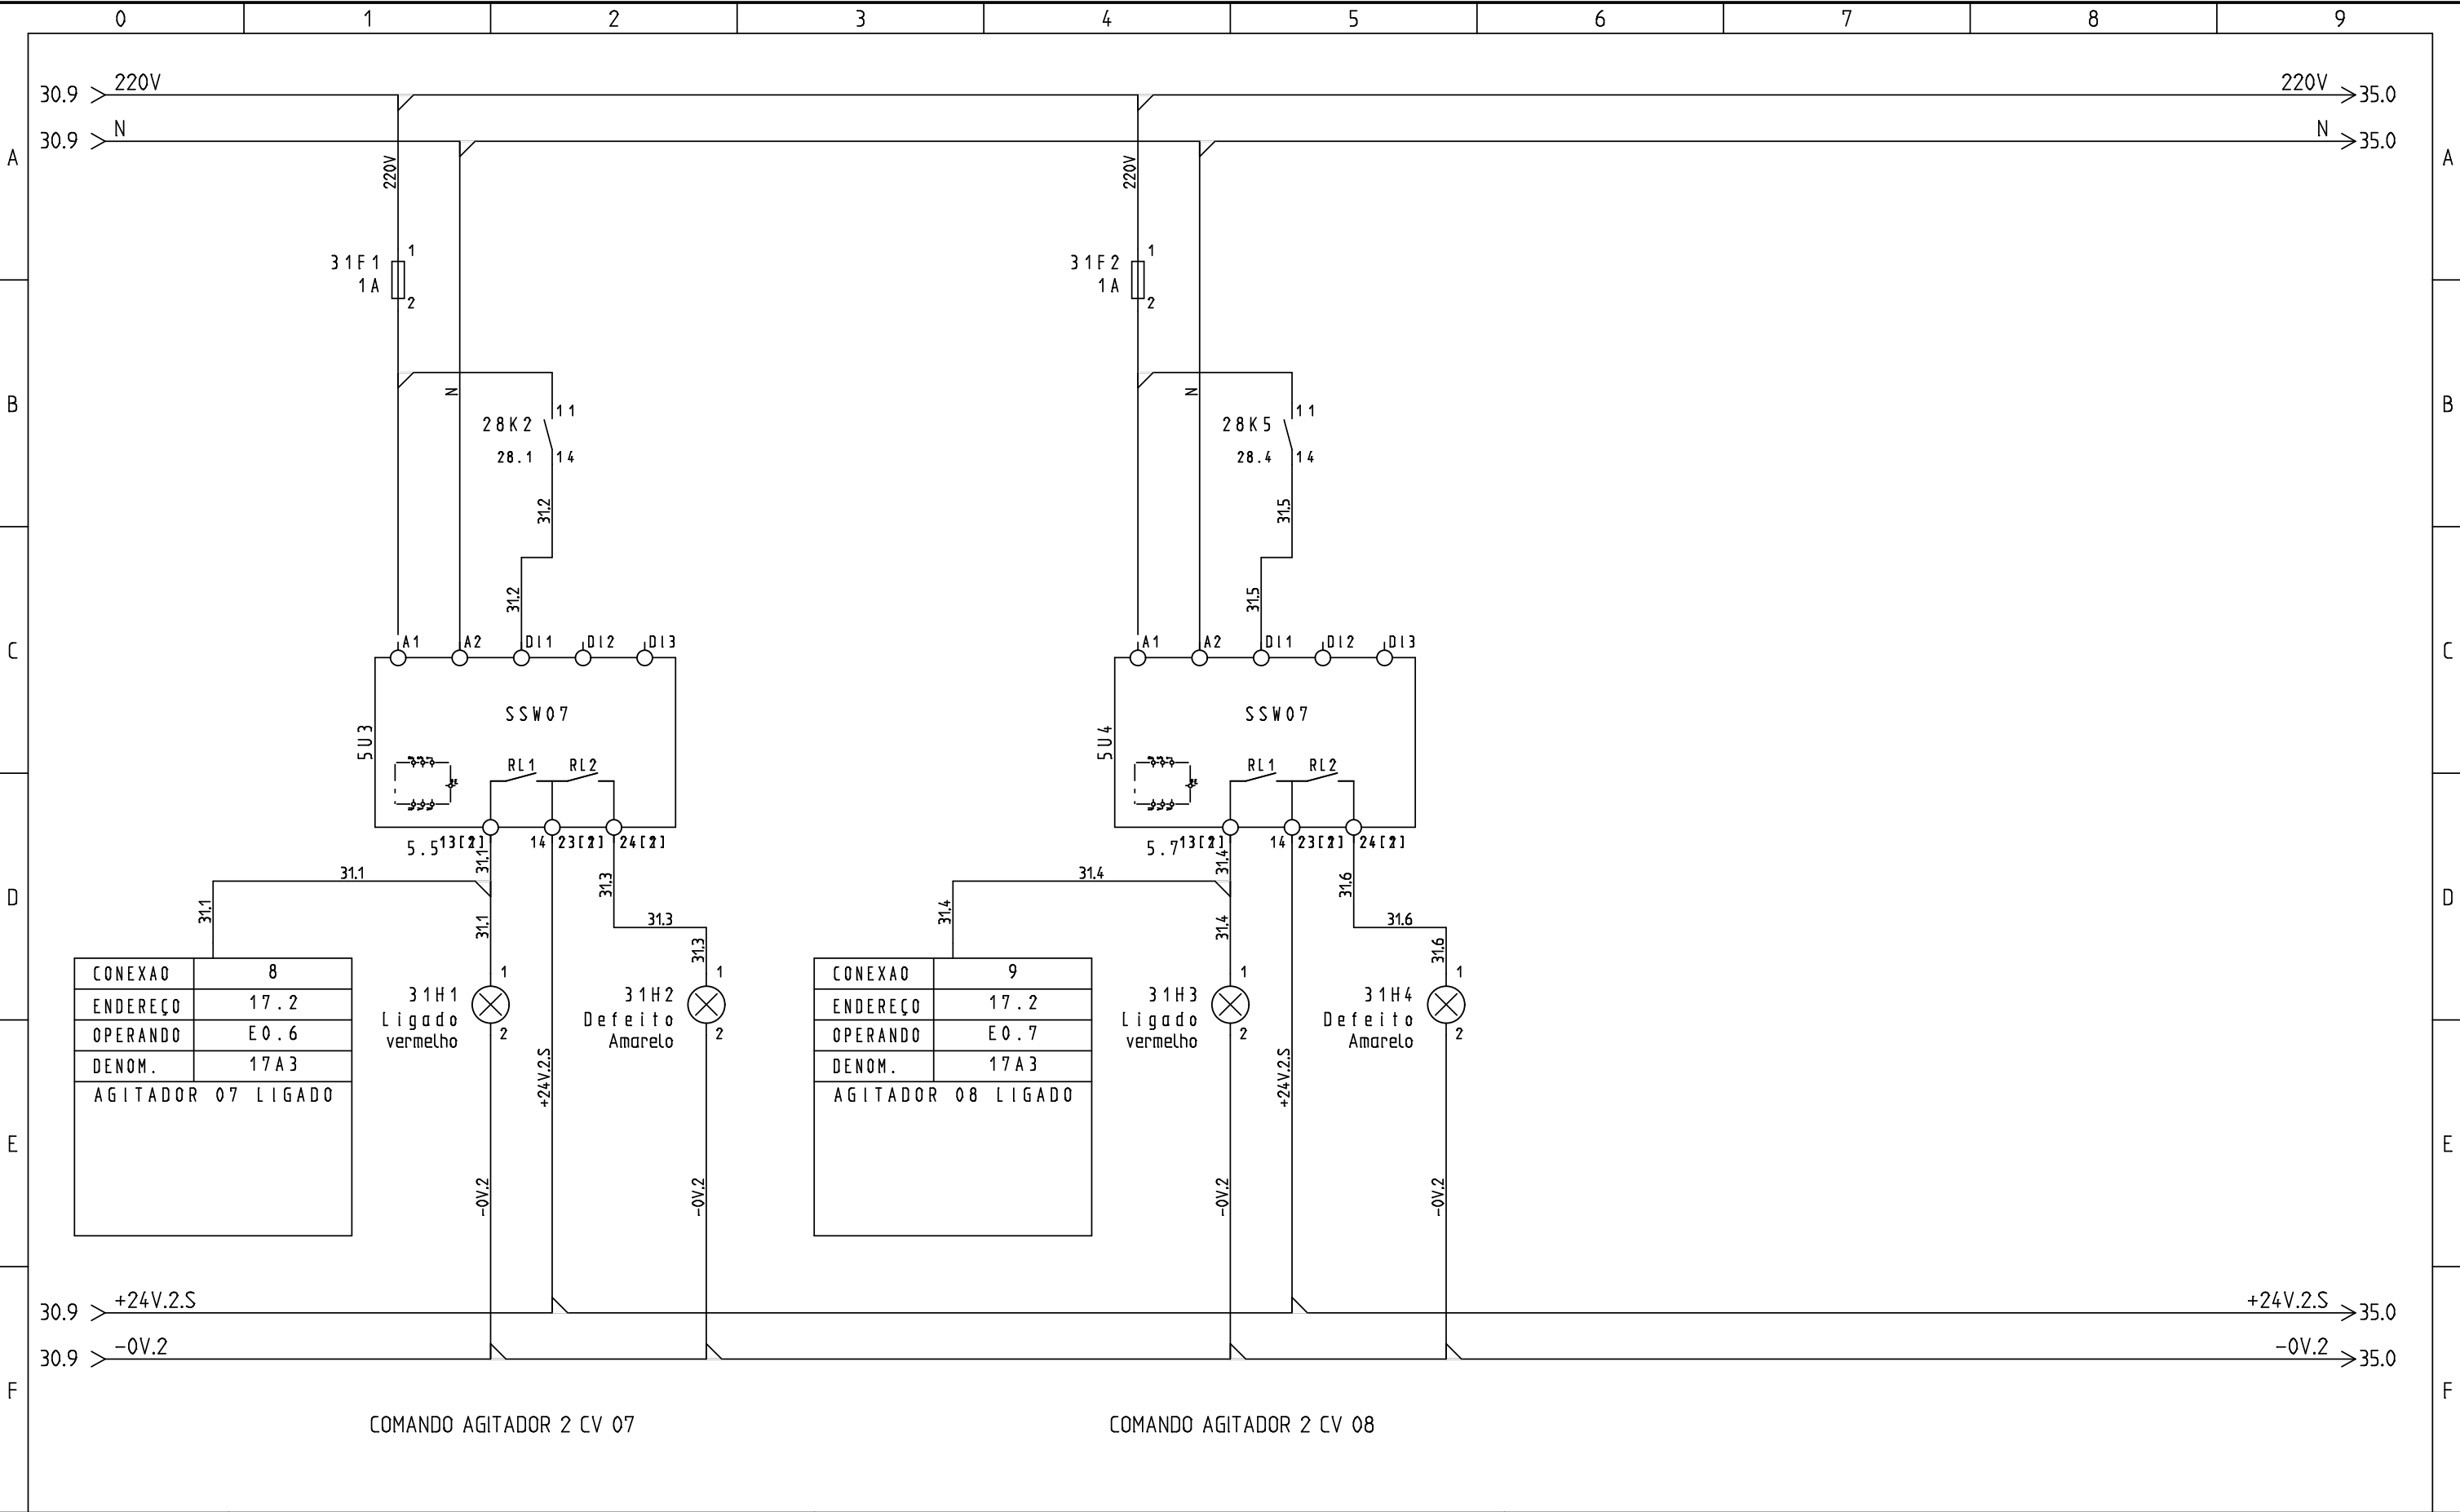 0 1 2 3 4 5 6 7 8 9
30.9 220V 220V 35.0
30.9 N N 35.0
A A
220V 220V
31F1 1 31F2 1
1A 2 1A 2
B B
N N
28K2 11 28K5 11
28.1 14 28.4 14
31.2 31.5
31.2 31.5
C C
A1 A2 DI1 DI2 DI3 A1 A2 DI1 DI2 DI3
SSW07 SSW07
5U3 5U4
RL1 RL2 RL1 RL2
5.5 14 5.7 14
31.1 31.4
31.1 31.3 31.4 31.6
D D
31.1 31.1 31.3 31.4 31.4 31.6
31.3 31.6
CONEXAO 8 1 1 CONEXAO 9 1 1
ENDEREÇO 17.2 31H1 31H2 ENDEREÇO 17.2 31H3 31H4
Ligado Defeito Ligado Defeito
OPERANDO E0.6 2 2 OPERANDO E0.7 2 2
vermelho Amarelo vermelho Amarelo
DENOM. 17A3 DENOM. 17A3
+24V.2.S +24V.2.S
AGITADOR 07 LIGADO AGITADOR 08 LIGADO
E E
-0V.2 -0V.2 -0V.2 -0V.2
30.9 +24V.2.S +24V.2.S 35.0
30.9 -0V.2 -0V.2 35.0
F F
COMANDO AGITADOR 2 CV 07 COMANDO AGITADOR 2 CV 08